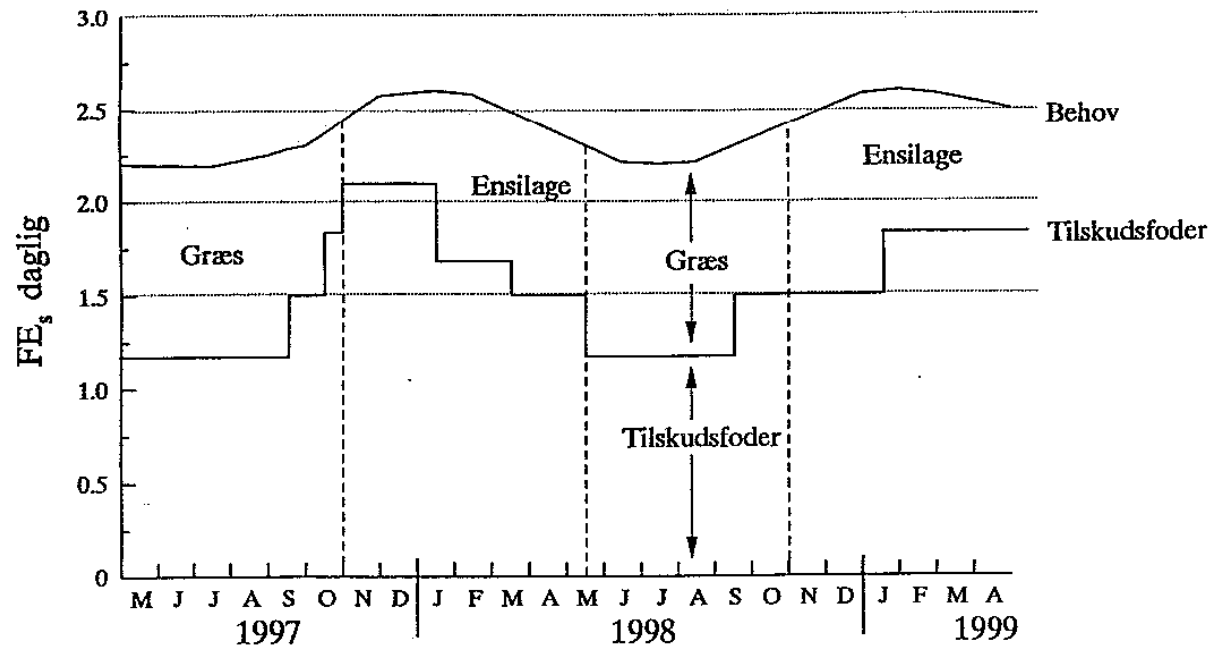 3.0
2.5
2.0
1.5
1.0
0.5
0
FEs daglig
Behov
Ensilage
Ensilage
Tilskudsfoder
Græs
Græs
Tilskudsfoder
M J J A S O N D J F M A M J J A S O N D J F M A
1997 1998 1999